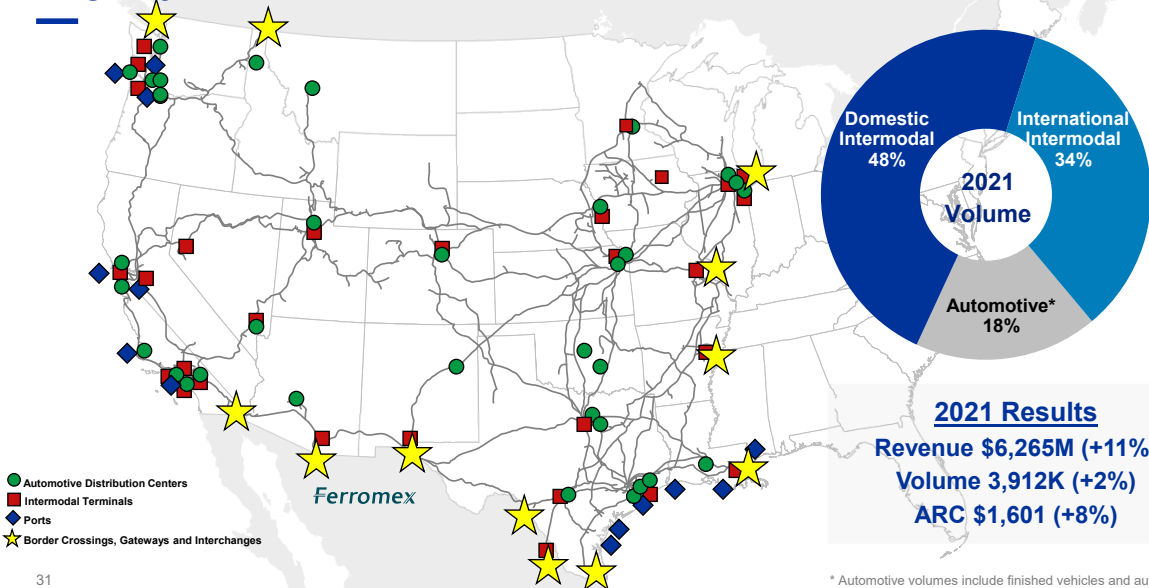 Domestic
Intermodal
48%
International
Intermodal
34%
2021
Volume
Automotive*
18%
2021 Results
Revenue $6,265M (+11%
Volume 3,912K (+2%)
ARC $1,601 (+8%)
Automotive Distribution Centers
Intermodal Terminals
Ports
Border Crossings, Gateways and Interchanges
Ferromex
31
* Automotive volumes include finished vehicles and au